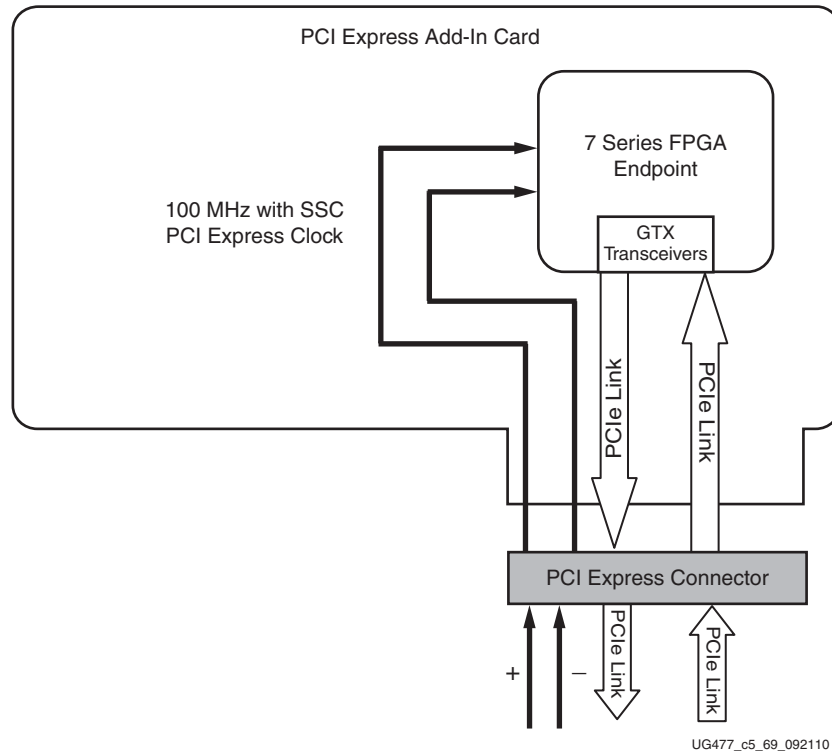 PCI Express Add-In Card
7 Series FPGA
Endpoint
GTX
Transceivers
100 MHz with SSC
PCI Express Clock
PCIe Link
PCIe Link
PCI Express Connector
+
–
PCIe Link
PCIe Link
UG477_c5_69_092110